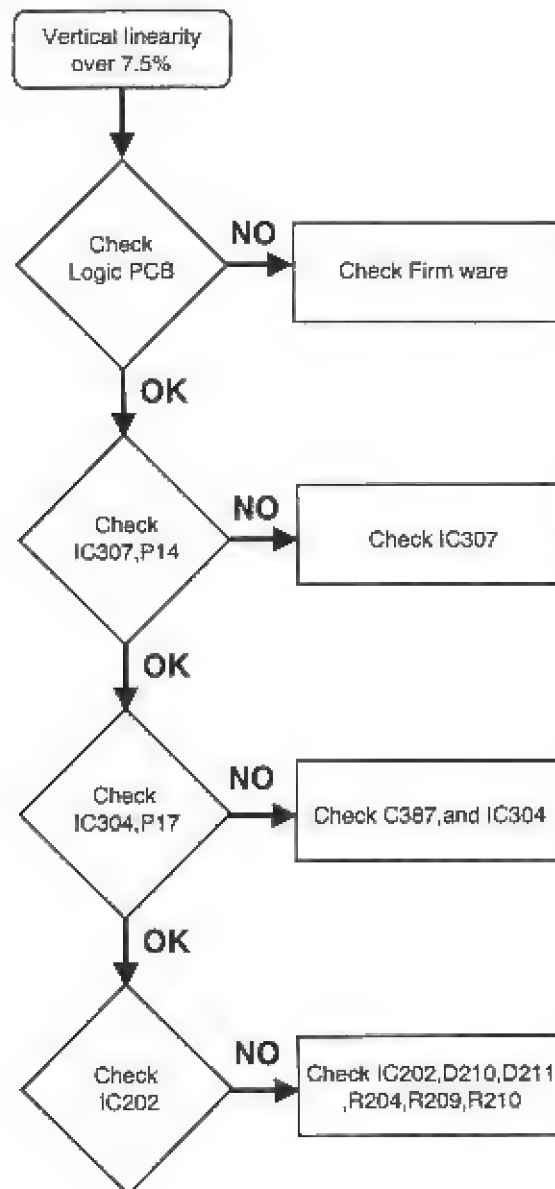 Vertical linearity
over 7.5%
Check
Logic PCB
NO
Check Firm ware
OK
Check
IC307,P14
NO
Check IC307
OK
Check
IC304,P17
NO
Check C387,and IC304
OK
Check
IC202
NO
Check IC202,D210,D211
,R204,R209,R210